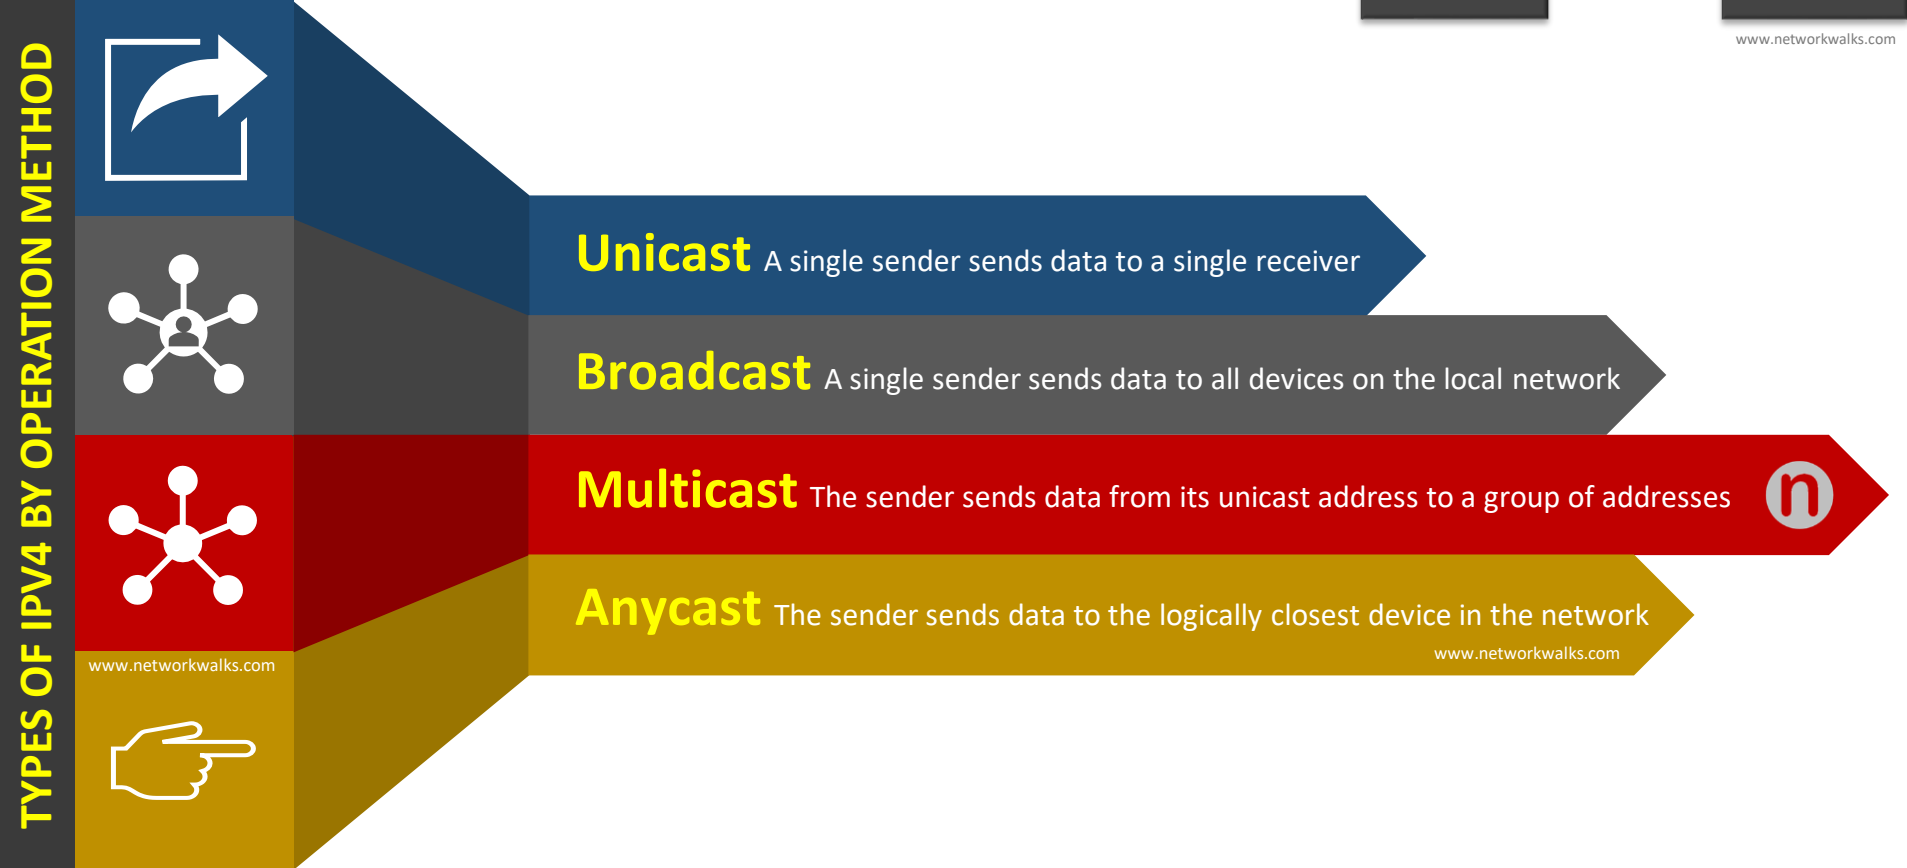 TYPES OF IPV4 BY OPERATION METHOD
www.networkwalks.com
Unicast A single sender sends data to a single receiver
Broadcast A single sender sends data to all devices on the local network
Multicast The sender sends data from its unicast address to a group of addresses
n
Anycast The sender sends data to the logically closest device in the network
www.networkwalks.com
www.networkwalks.com